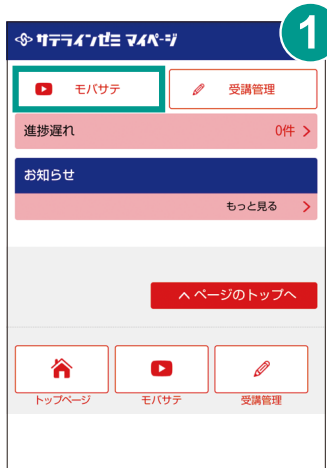 サテラインゼミ マイページ
1
モバサテ
受講管理
進捗遅れ
0件
お知らせ
もっと見る
ページのトップへ
トップページ
モバサテ
受講管理